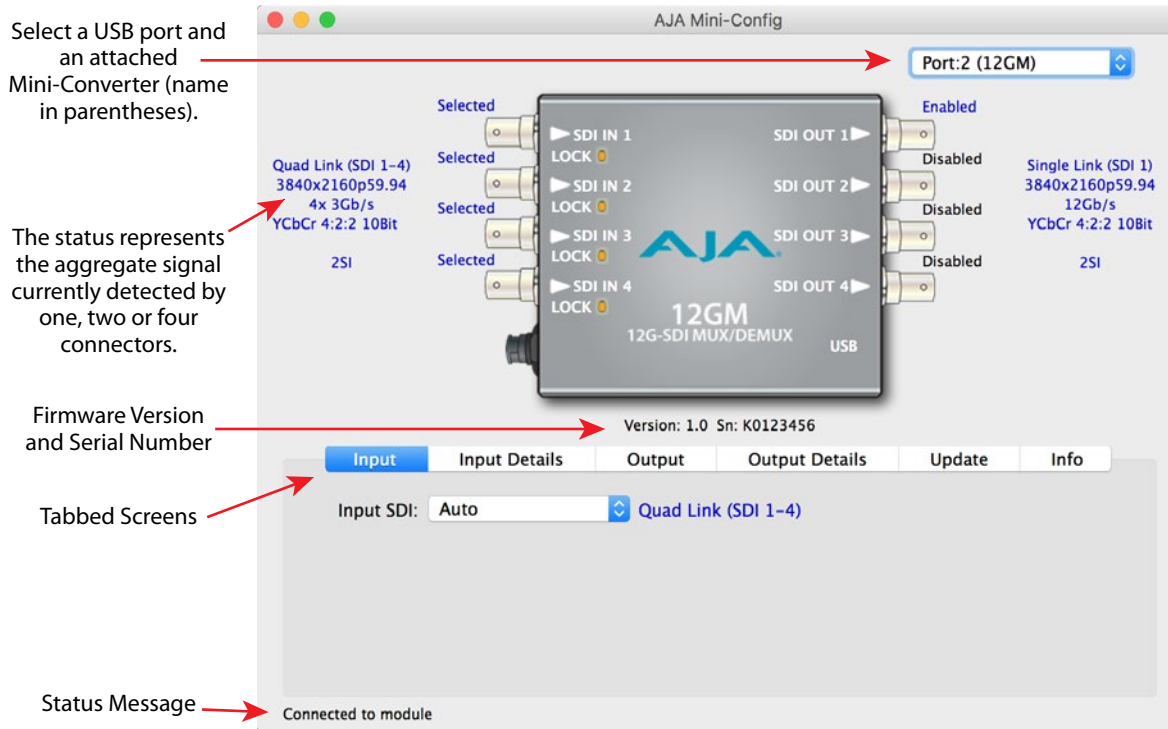 AJA Mini-Config
Select a USB port and
an attached
Mini-Converter (name
in parentheses).
Port:2 (12GM)
Selected
Enabled
SDI IN 1
SDI OUT 1
LOCK
Selected
Disabled
SDI IN 2
SDI OUT 2
LOCK
Selected
Disabled
SDI IN 3
SDI OUT 3
LOCK
Selected
Disabled
SDI IN 4
SDI OUT 4
LOCK
Quad Link (SDI 1-4)
3840x2160p59.94
4x 3Gb/s
YCbCr 4:2:2 10Bit
2SI
Single Link (SDI 1)
3840x2160p59.94
12Gb/s
YCbCr 4:2:2 10Bit
2SI
AJA
12GM
12G-SDI MUX/DEMUX
USB
The status represents
the aggregate signal
currently detected by
one, two or four
connectors.
Firmware Version
and Serial Number
Version: 1.0 Sn: K0123456
Input Input Details Output Output Details Update Info
Tabbed Screens
Input SDI: Auto Quad Link (SDI 1-4)
Status Message
Connected to module